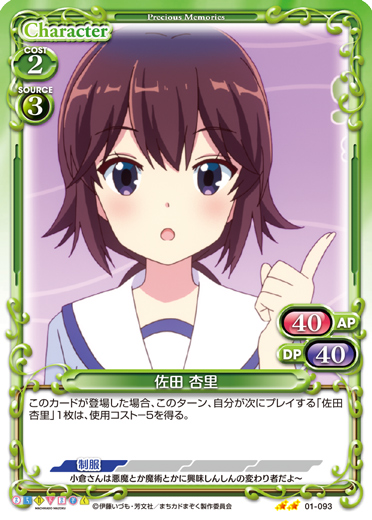 Precious Memories
Character
COST
2
SOURCE
3
40 AP
DP 40
佐田 杏里
このカードが登場した場合、このターン、自分が次にプレイする「佐田
杏里」1枚は、使用コスト−5を得る。
制服
小倉さんは悪魔とか魔術とかに興味しんしんの変わり者だよ〜
©伊藤いづも・芳文社／まちカドまぞく製作委員会
01-093